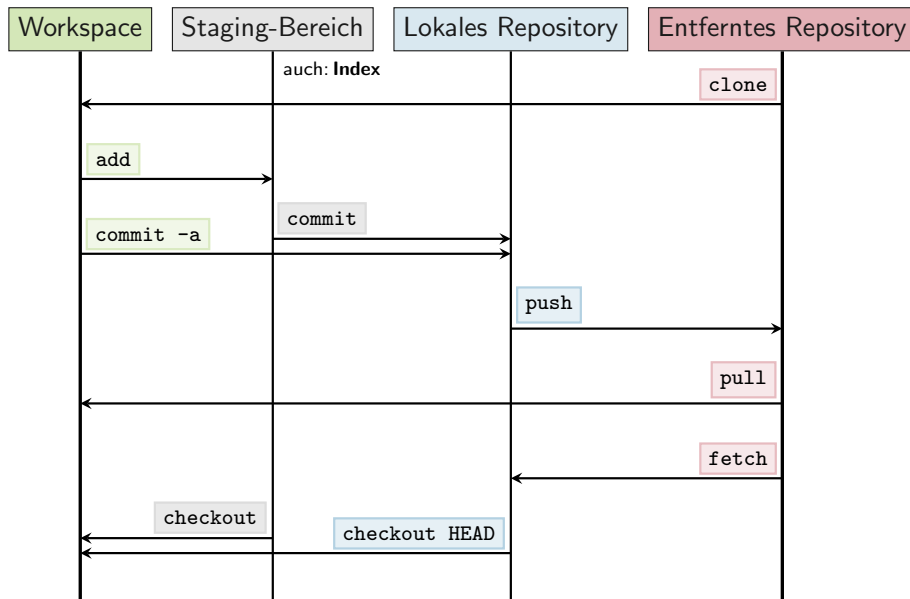 Workspace
Staging-Bereich
Lokales Repository
Entferntes Repository
auch: Index
clone
add
commit
commit -a
push
pull
fetch
checkout
checkout HEAD